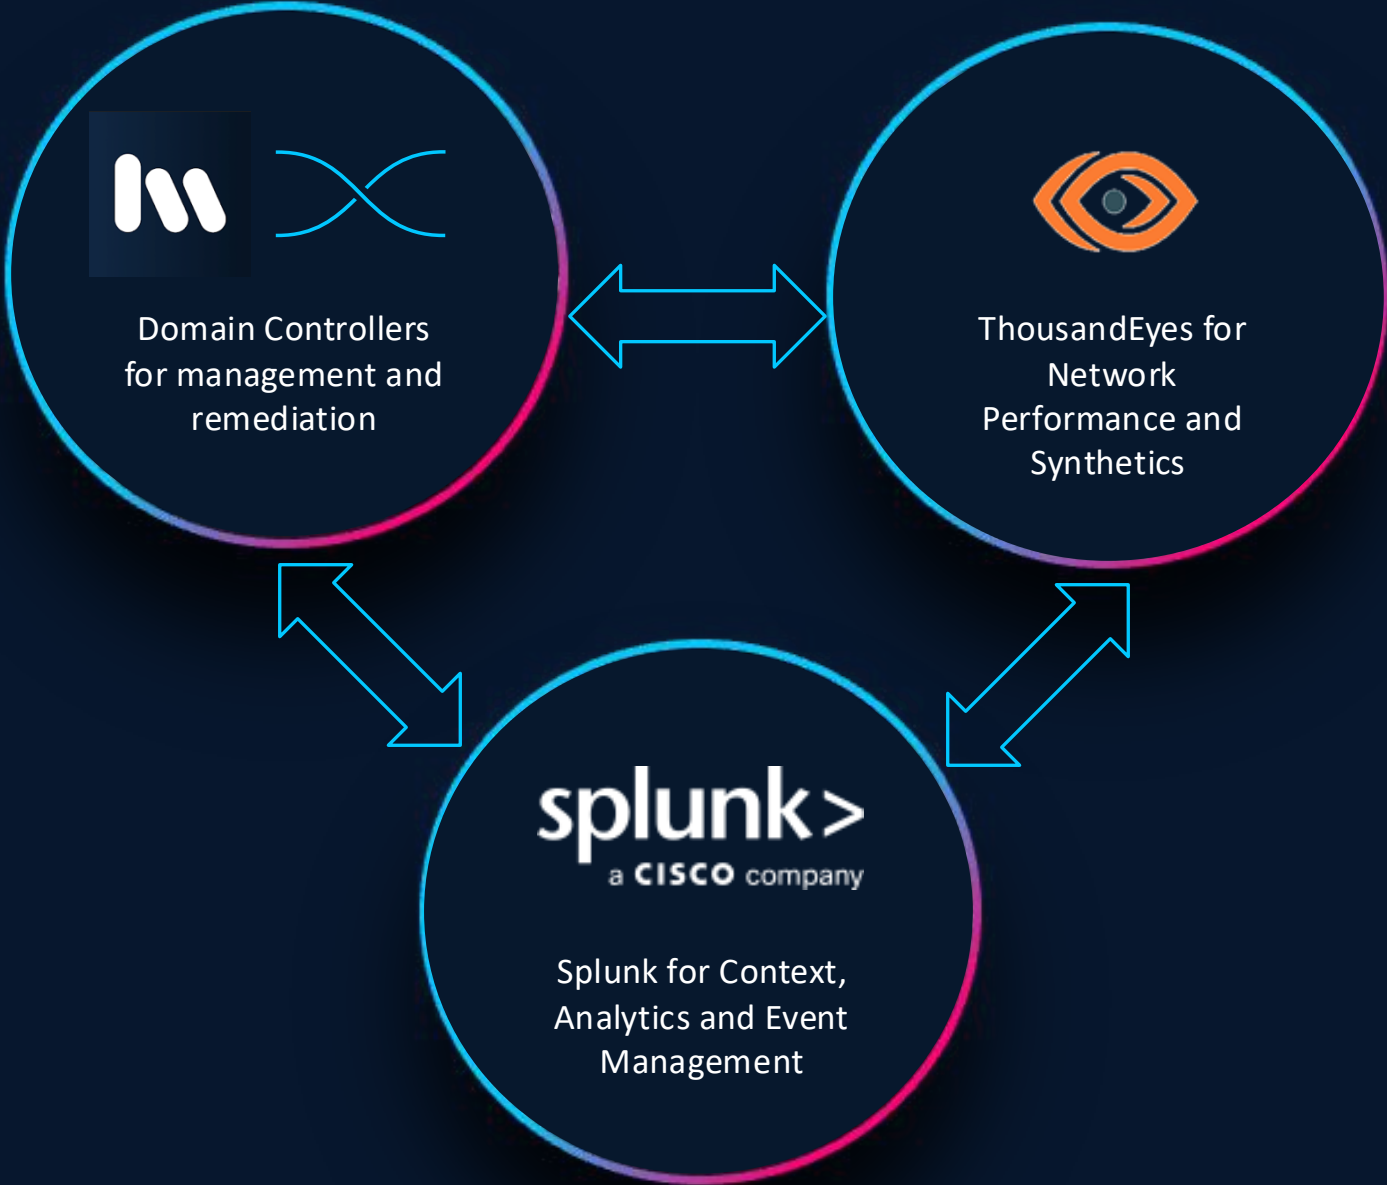 Domain Controllers
for management and
remediation
ThousandEyes for
Network
Performance and
Synthetics
splunk>
a CISCO company
Splunk for Context,
Analytics and Event
Management